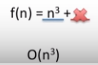 f(n) = n³ +
O(n³)